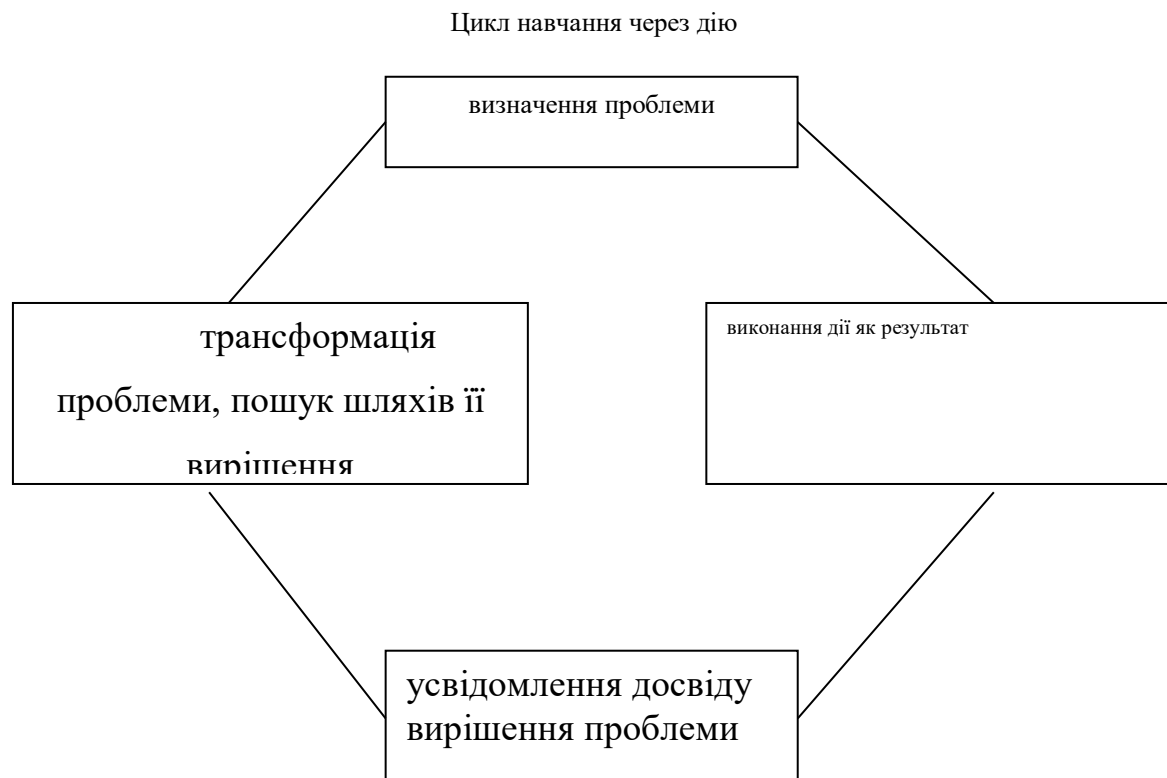 Цикл навчання через дію
визначення проблеми
трансформація
проблеми, пошук шляхів її
вирішення
виконання дії як результат
усвідомлення досвіду
вирішення проблеми